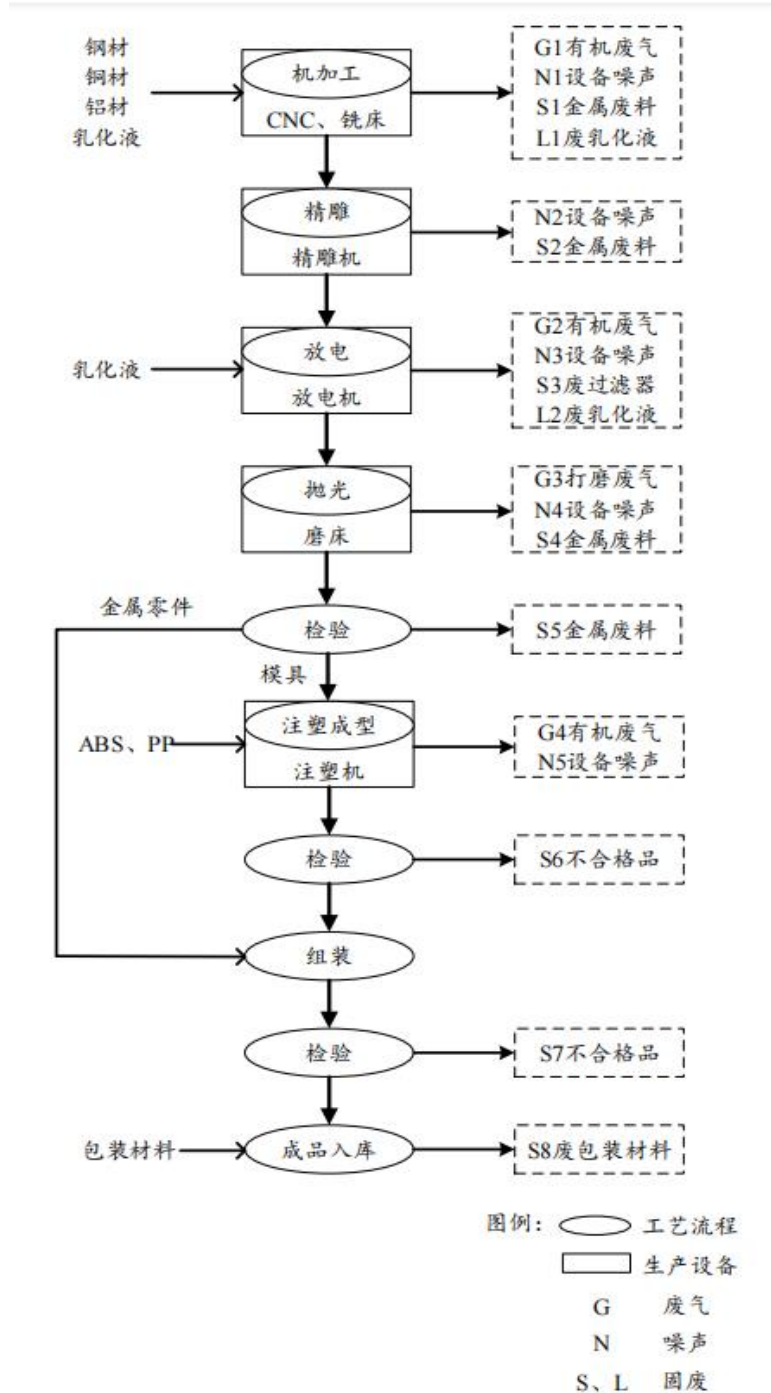 钢材
铜材
铝材
乳化液
机加工
CNC、铣床
G1有机废气
N1设备噪声
S1金属废料
L1废乳化液
精雕
精雕机
N2设备噪声
S2金属废料
乳化液
放电
放电机
G2有机废气
N3设备噪声
S3废过滤器
L2废乳化液
抛光
磨床
G3打磨废气
N4设备噪声
S4金属废料
金属零件
检验
S5金属废料
模具
ABS、PP
注塑成型
注塑机
G4有机废气
N5设备噪声
检验
S6不合格品
组装
检验
S7不合格品
包装材料
成品入库
S8废包装材料
图例：
工艺流程
生产设备
G 废气
N 噪声
S、L 固废